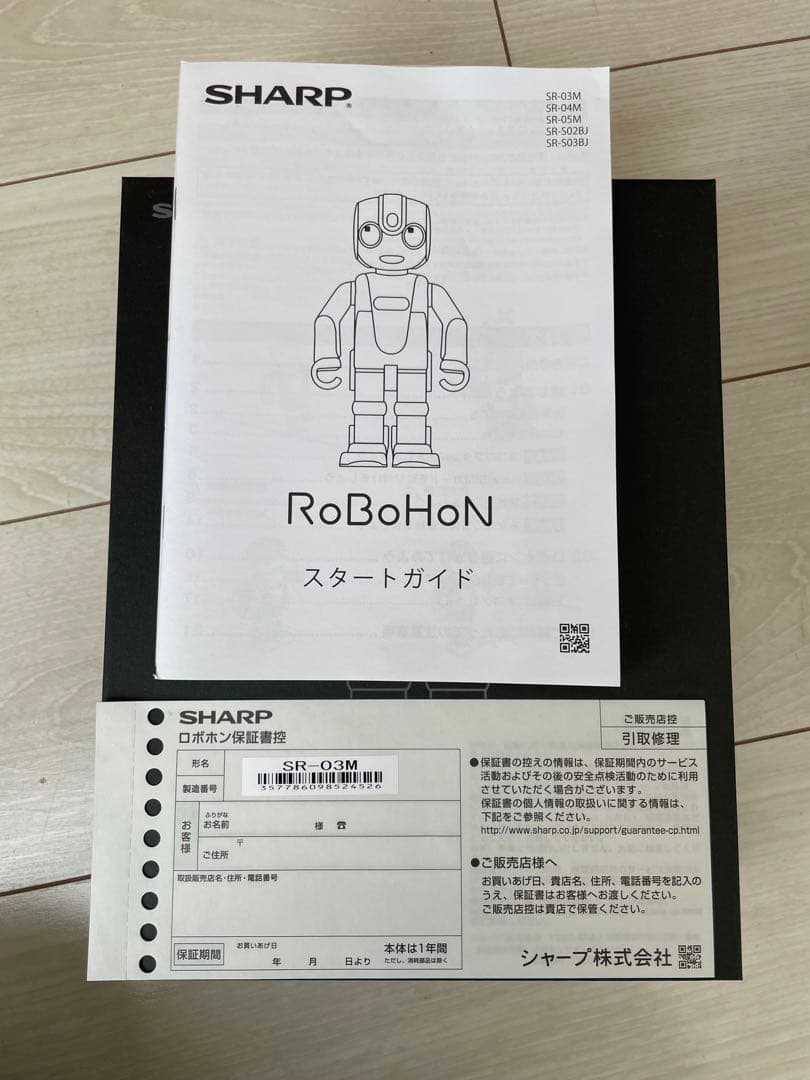 SHARP®
SR-03M
SR-04M
SR-05M
SR-S02BJ
SR-S03BJ
RoBoHoN
スタートガイド
SHARP
ロボホン保証書控
ご販売店控
引取修理
形名
SR-03M
製造番号
357786098524526
お客様
ふりがな
お名前
様 ☎
ご住所
〒
取扱販売店名・住所・電話番号
保証期間
お買いあげ日
年 月 日より
本体は1年間
ただし、消耗部品は除く
●保証書の控えの情報は、保証期間内のサービス
活動およびその後の安全点検活動のために利用
させていただく場合がございます。
保証書の個人情報の取扱いに関する情報は、
下記をご参照ください。
http://www.sharp.co.jp/support/guarantee-cp.html
●ご販売店様へ
お買いあげ日、貴店名、住所、電話番号を記入の
うえ、保証書はお客様へお渡しください。
ご販売店控は貴店で保管ください。
シャープ株式会社